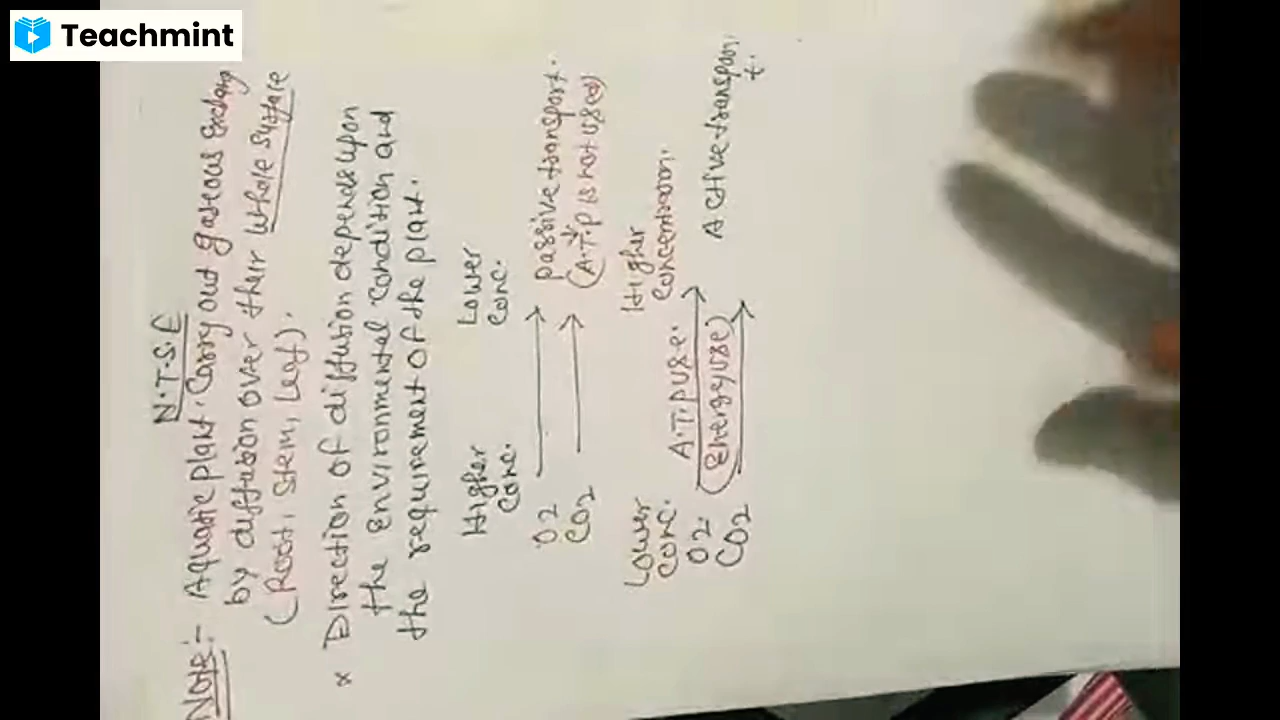 Teachmint
N.T.S.E
Note:- Aquatic plant. Carry out gaseous
by diffusion over their whole surface
(Root, Stem, Leaf).
* Direction of diffusion depends upon
the environmental condition and
the requirement of the plant.
Higher Lower
conc. conc.
O2 passive transport.
CO2 (A.T.P is not used)
Lower Higher
conc. concentration.
O2. A.T.P use.
CO2 (Energy use) Active transpor
t.